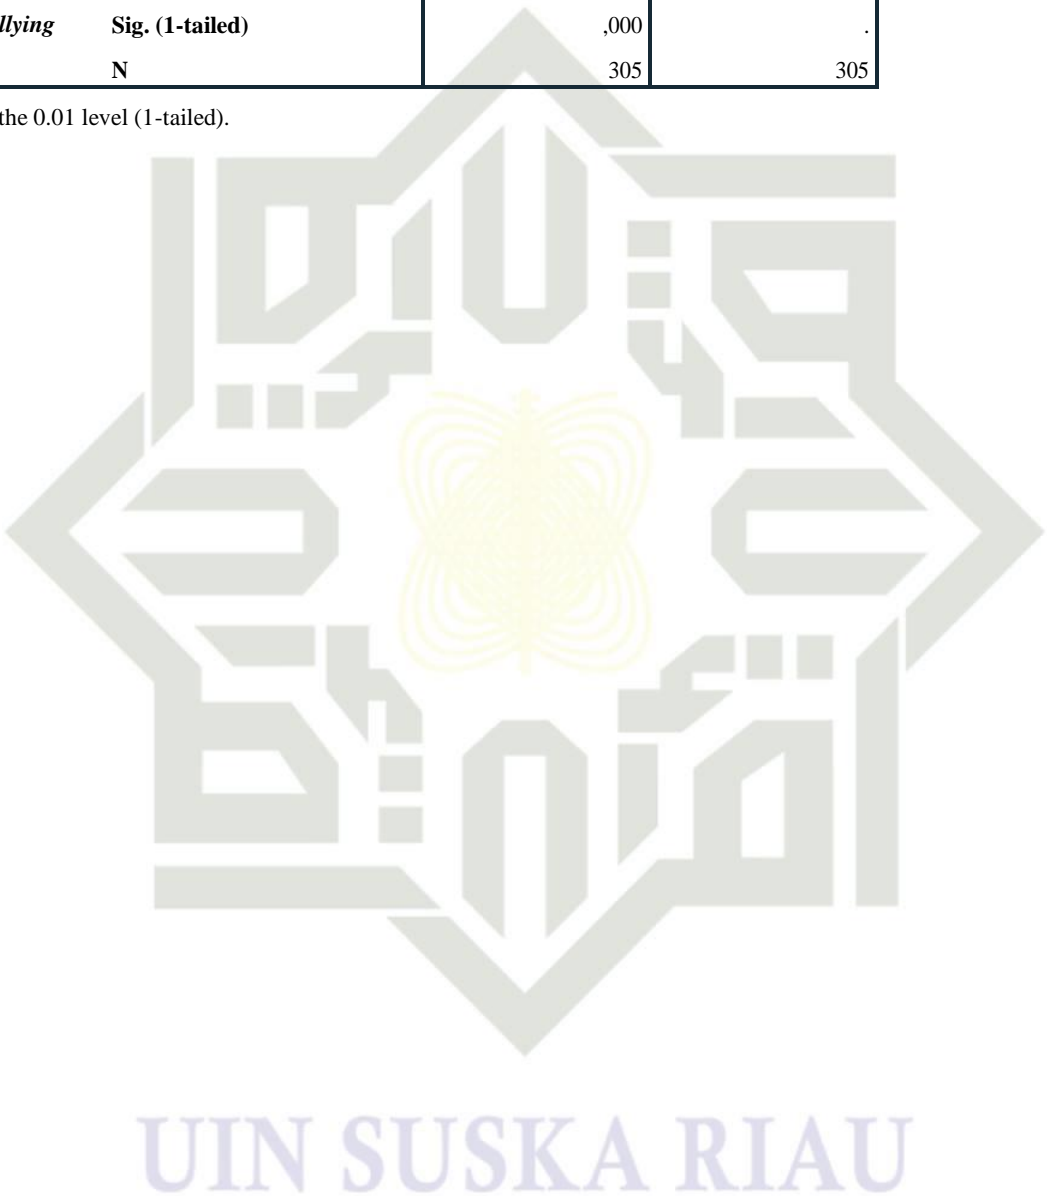 llying Sig. (1-tailed) ,000 .
N 305 305
the 0.01 level (1-tailed).
UIN SUSKA RIAU